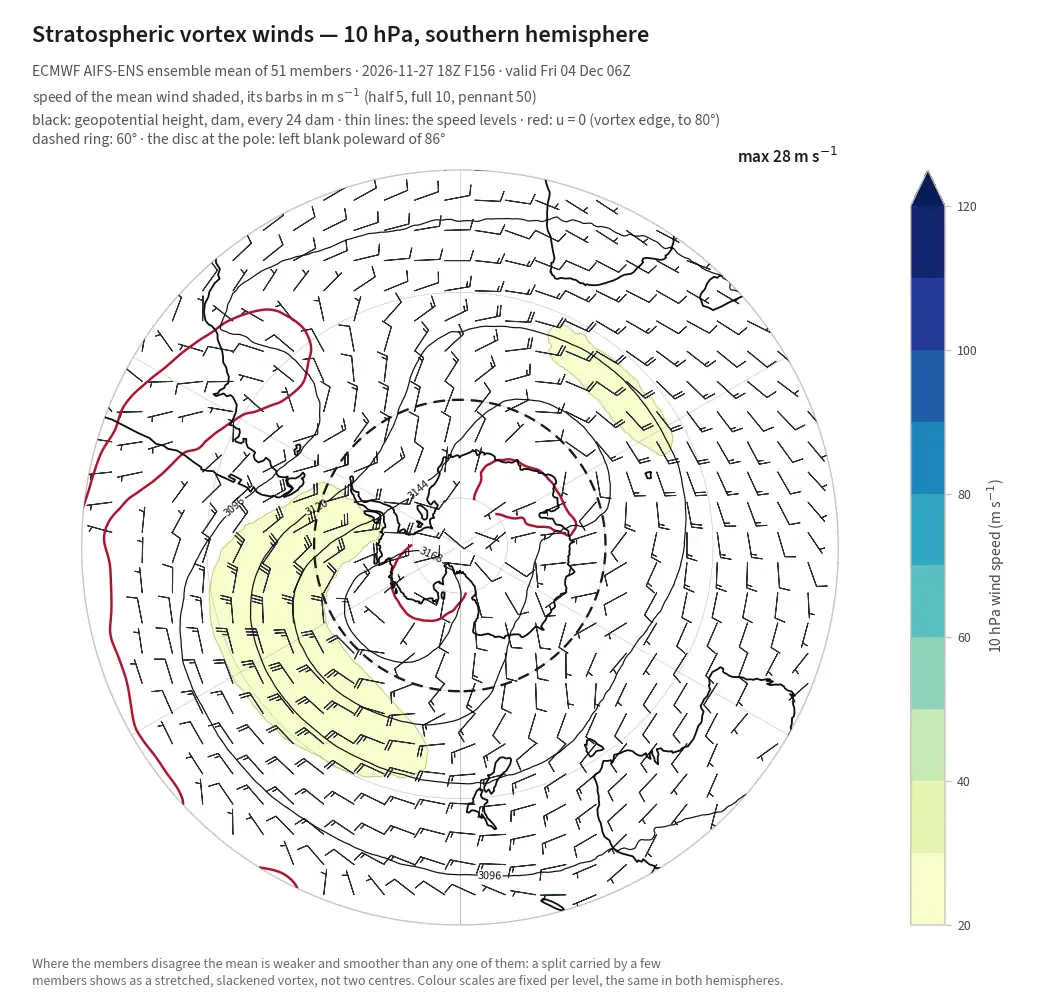 Stratospheric vortex winds — 10 hPa, southern hemisphere
ECMWF AIFS-ENS ensemble mean of 51 members · 2026-11-27 18Z F156 · valid Fri 04 Dec 06Z
speed of the mean wind shaded, its barbs in m s⁻¹ (half 5, full 10, pennant 50)
black: geopotential height, dam, every 24 dam · thin lines: the speed levels · red: u = 0 (vortex edge, to 80°)
dashed ring: 60° · the disc at the pole: left blank poleward of 86°
max 28 m s⁻¹
120
100
80
60
40
20
10 hPa wind speed (m s⁻¹)
3144
3096
3120
3168
3096
Where the members disagree the mean is weaker and smoother than any one of them: a split carried by a few
members shows as a stretched, slackened vortex, not two centres. Colour scales are fixed per level, the same in both hemispheres.